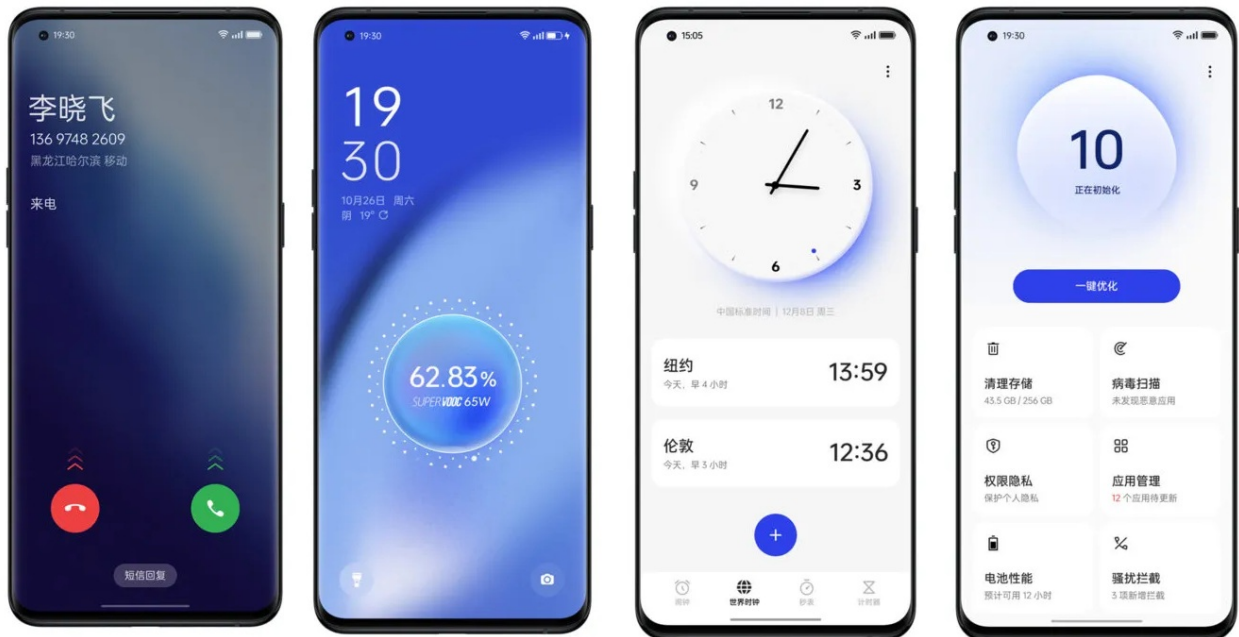 19:30
李晓飞
136 9748 2609
黑龙江哈尔滨 移动
来电
短信回复
19:30
19
30
10月26日 周六
阴 19°
62.83%
SUPERVOOC 65W
15:05
12
9
3
6
中国标准时间 | 12月8日 周三
纽约
今天、早 4 小时
13:59
伦敦
今天、早 3 小时
12:36
+
闹钟
世界时钟
秒表
计时器
19:30
10
正在初始化
一键优化
清理存储
43.5 GB / 256 GB
病毒扫描
未发现恶意应用
权限隐私
保护个人隐私
应用管理
12 个应用待更新
电池性能
预计可用 12 小时
骚扰拦截
3 项新增拦截